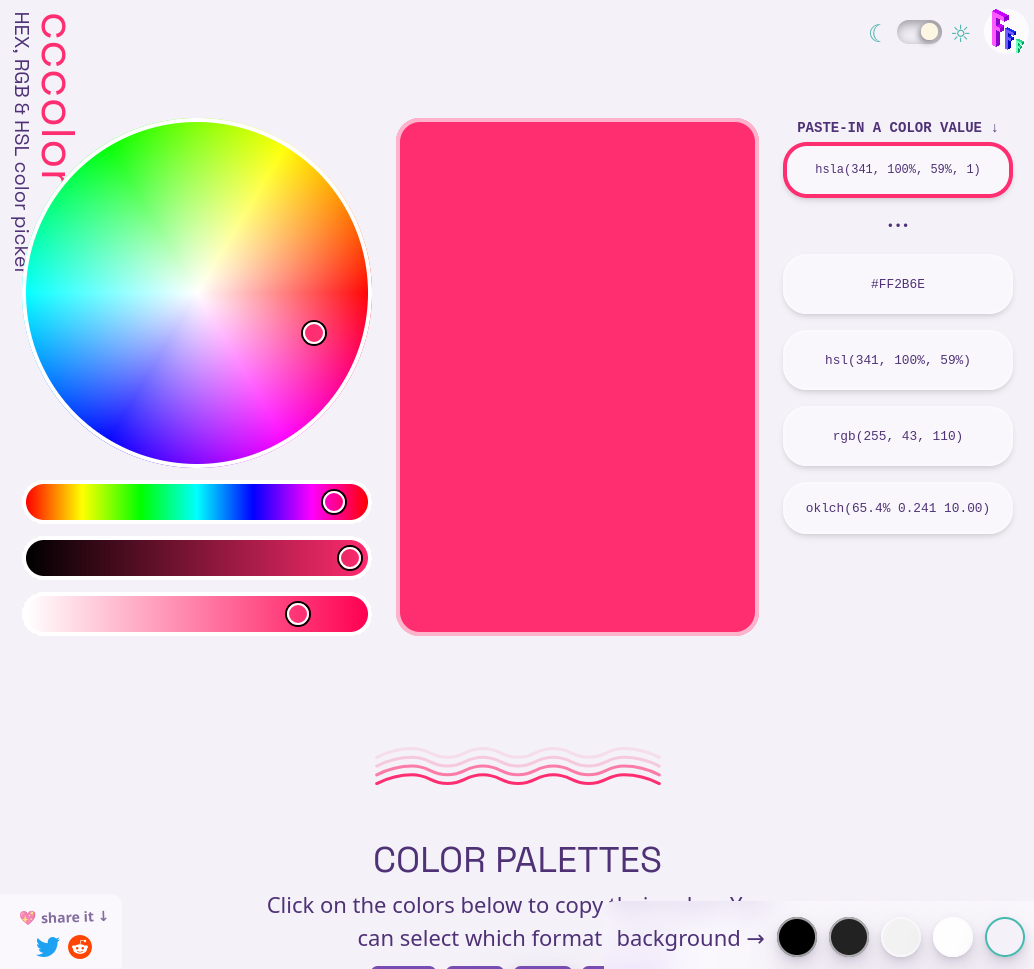 cccolor
HEX, RGB & HSL color picker
PASTE-IN A COLOR VALUE ↓
hsla(341, 100%, 59%, 1)
•••
#FF2B6E
hsl(341, 100%, 59%)
rgb(255, 43, 110)
oklch(65.4% 0.241 10.00)
COLOR PALETTES
Click on the colors below to copy
can select which format
share it ↓
background →